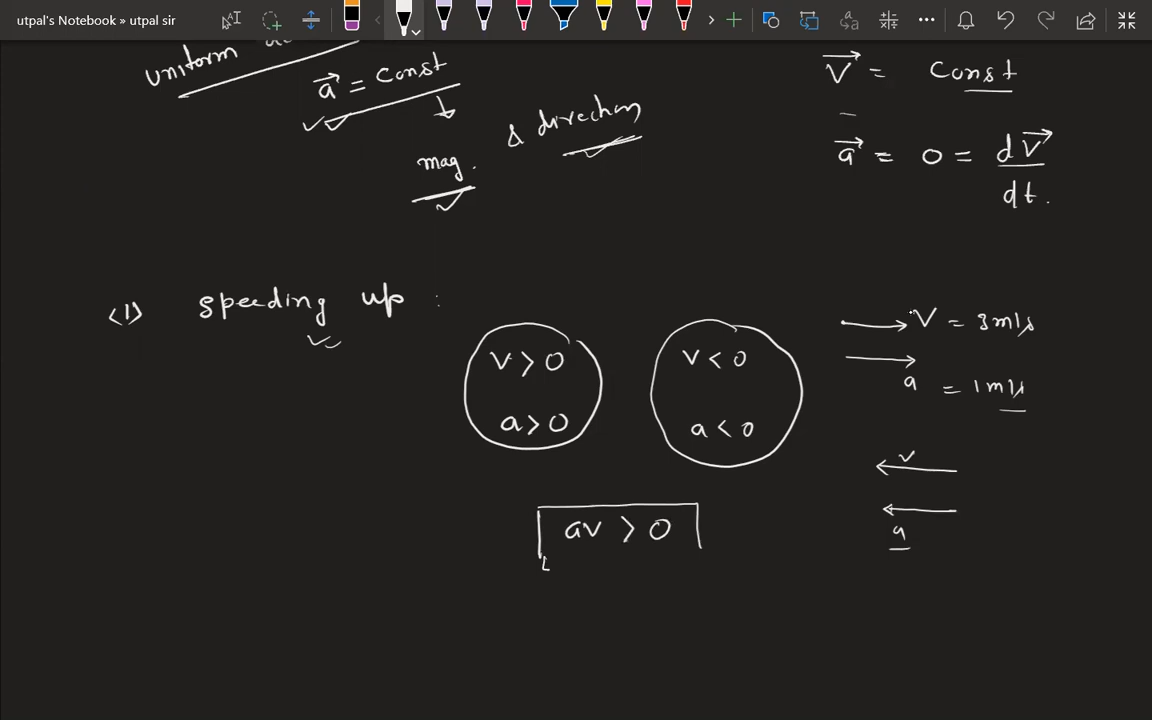 utpal's Notebook » utpal sir
uniform
a⃗ = const
mag.
& direction
V⃗ = const
a⃗ = 0 = dV⃗/dt.
<1> speeding up :
v > 0
a > 0
v < 0
a < 0
av > 0
V = 3m/s
a = 1m/s
v
a